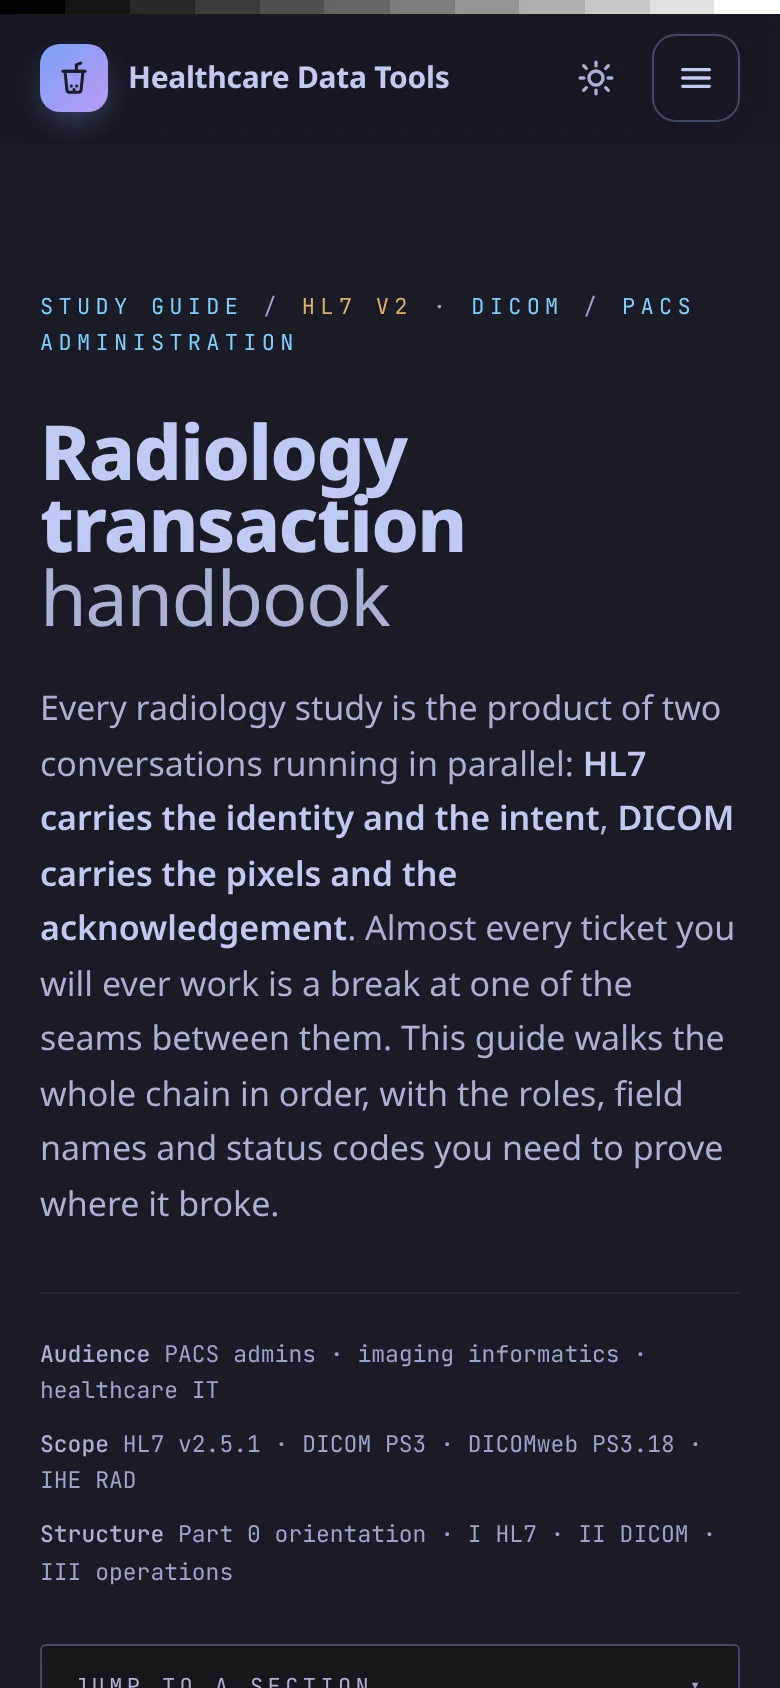 Healthcare Data Tools
STUDY GUIDE / HL7 V2 · DICOM / PACS
ADMINISTRATION
Radiology
transaction
handbook
Every radiology study is the product of two
conversations running in parallel: HL7
carries the identity and the intent, DICOM
carries the pixels and the
acknowledgement. Almost every ticket you
will ever work is a break at one of the
seams between them. This guide walks the
whole chain in order, with the roles, field
names and status codes you need to prove
where it broke.
Audience PACS admins · imaging informatics ·
healthcare IT
Scope HL7 v2.5.1 · DICOM PS3 · DICOMweb PS3.18 ·
IHE RAD
Structure Part 0 orientation · I HL7 · II DICOM ·
III operations
JUMP TO A SECTION